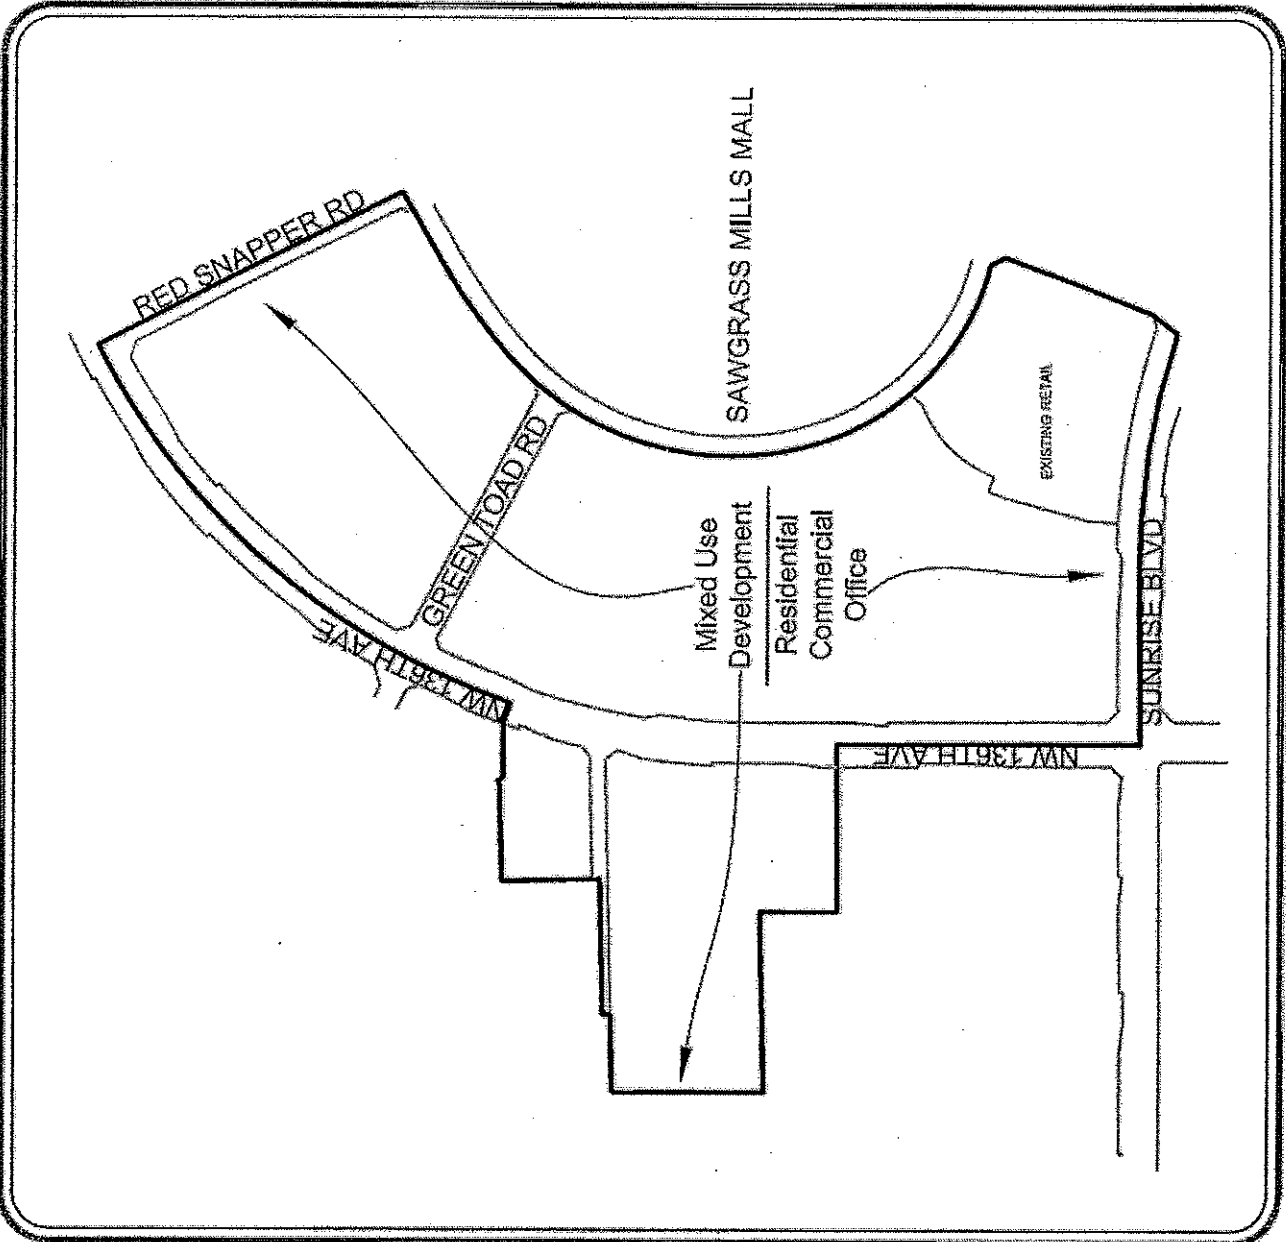 RED SNAPPER RD
SAWGRASS MILLS MALL
GREEN TOAD RD
EXISTING RETAIL
Mixed Use
Development
Residential
Commercial
Office
NW 136TH AVE
SUNRISE BLVD
NW 136TH AVE